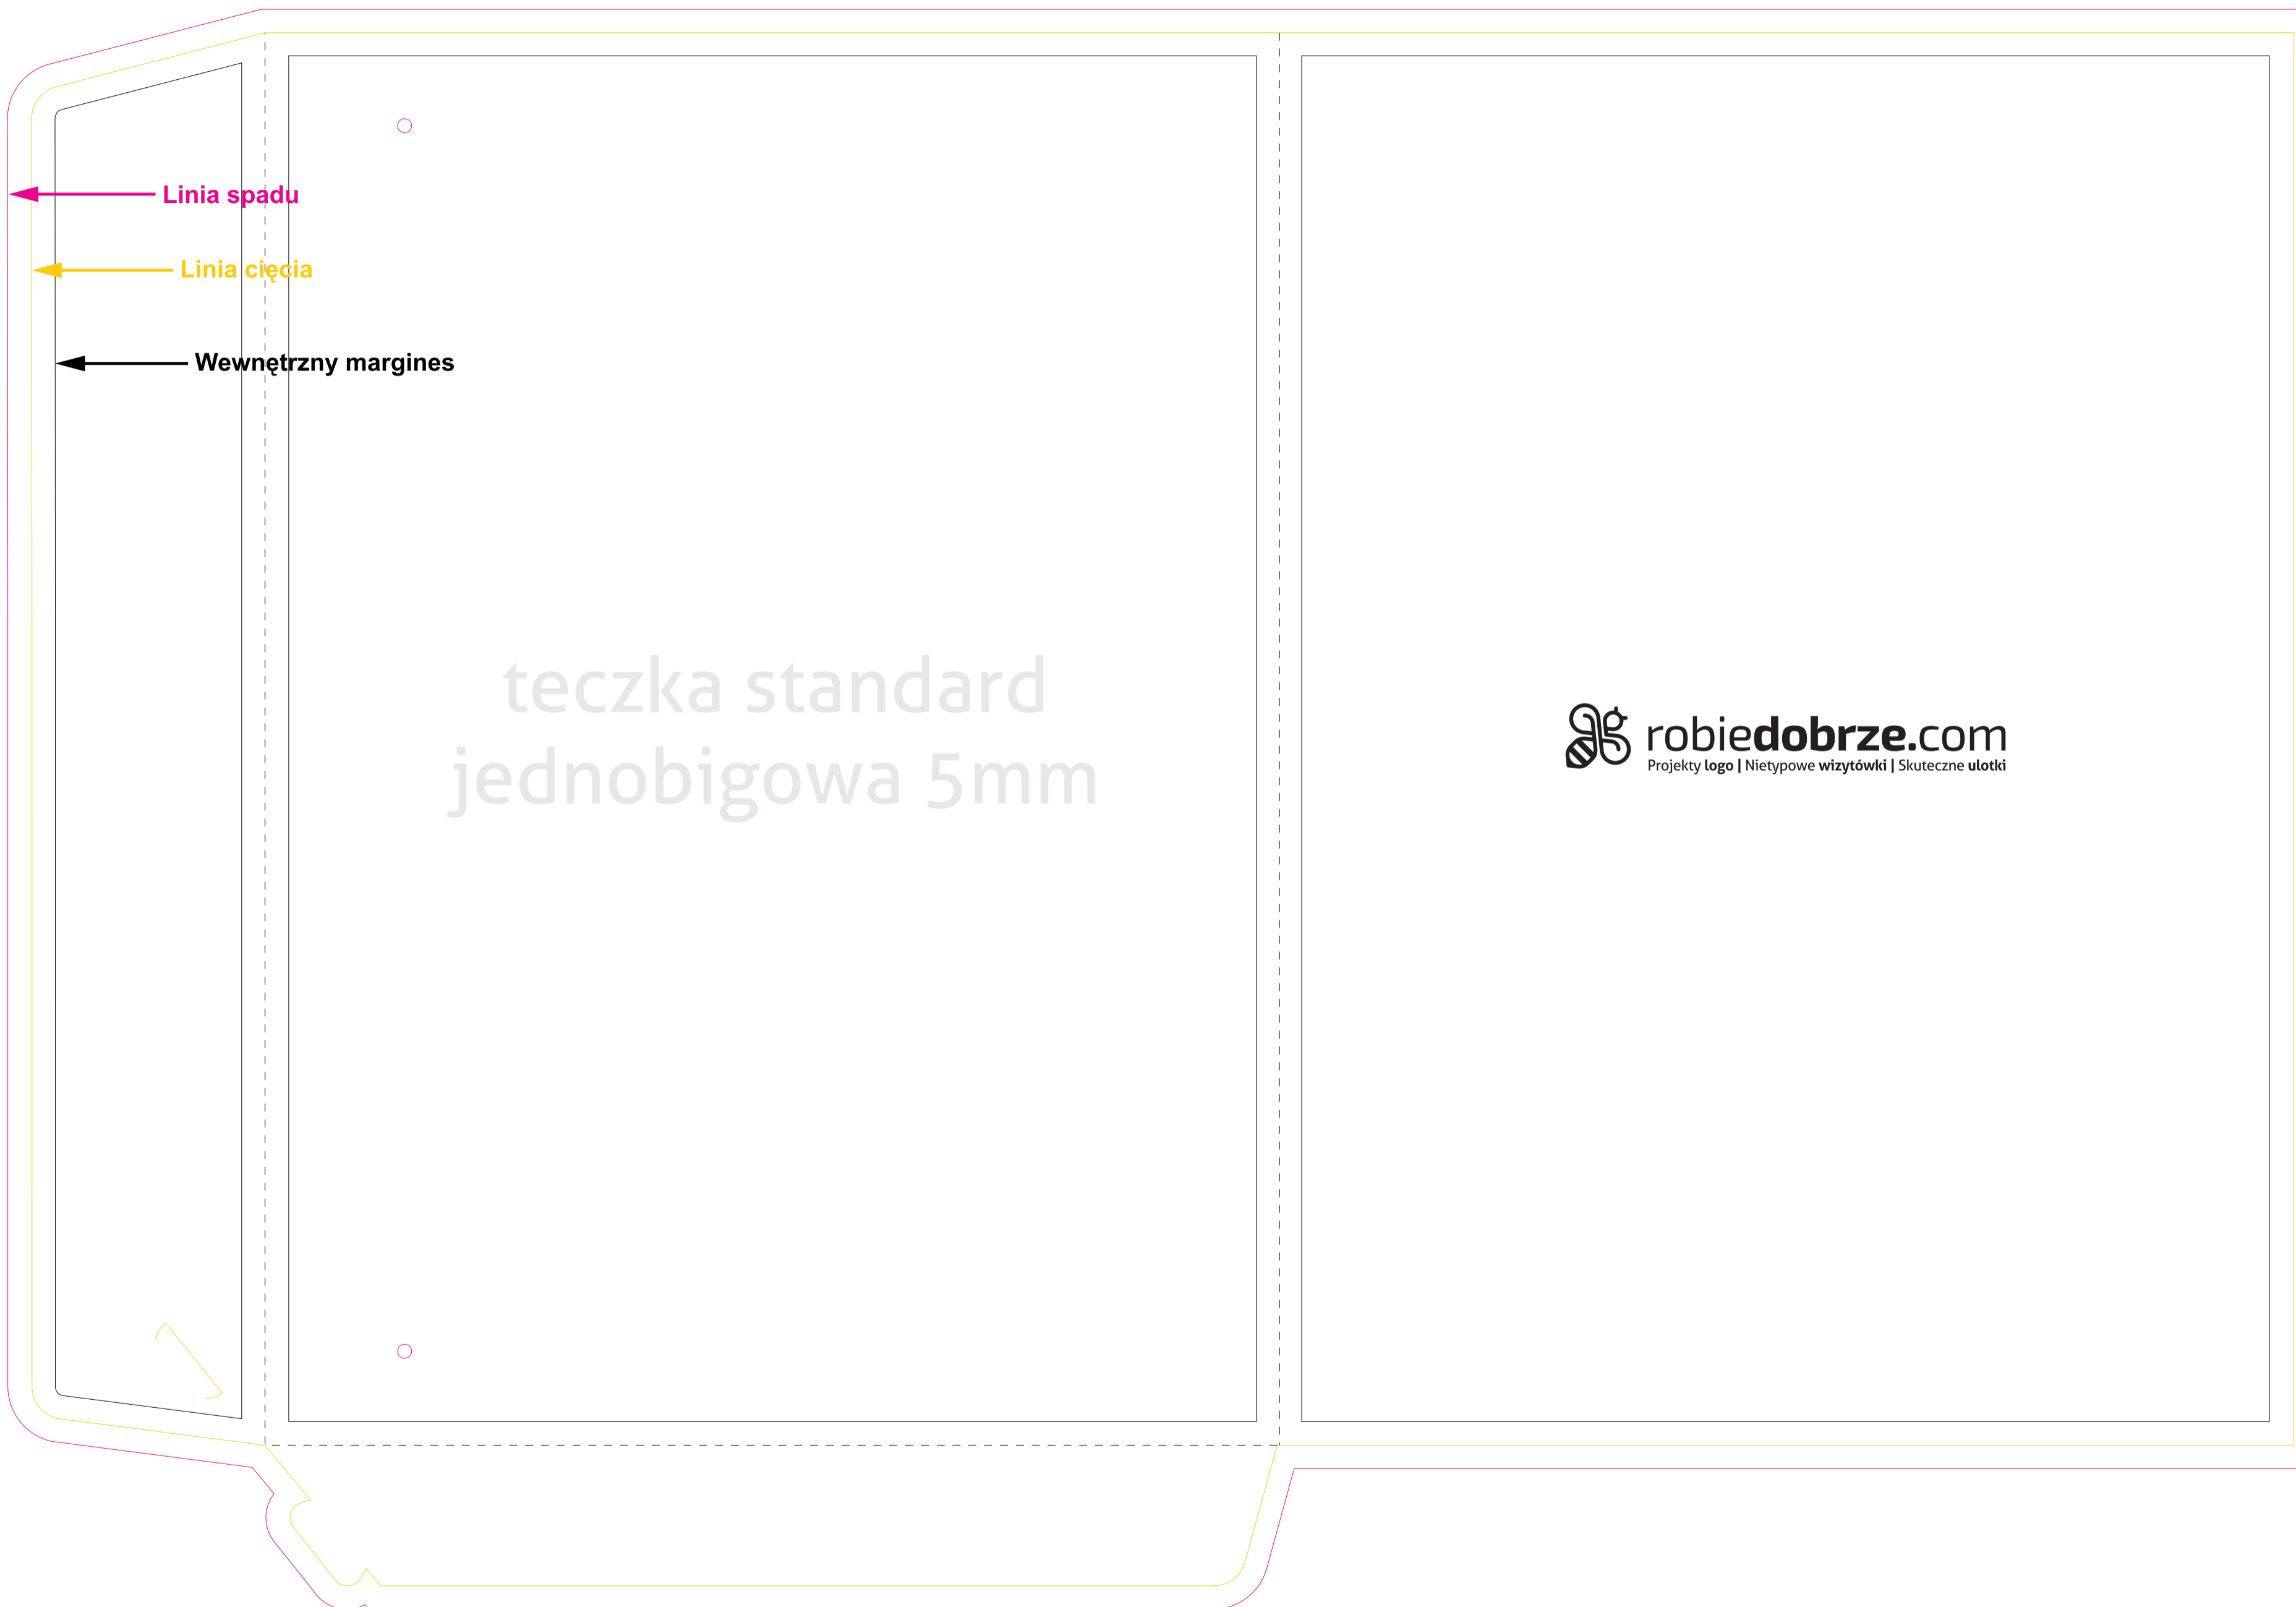 Linia spadu
Linia cięcia
Wewnętrzny margines
teczka standard
jednobigowa 5mm
robiedobrze.com
Projekty logo | Nietypowe wizytówki | Skuteczne ulotki